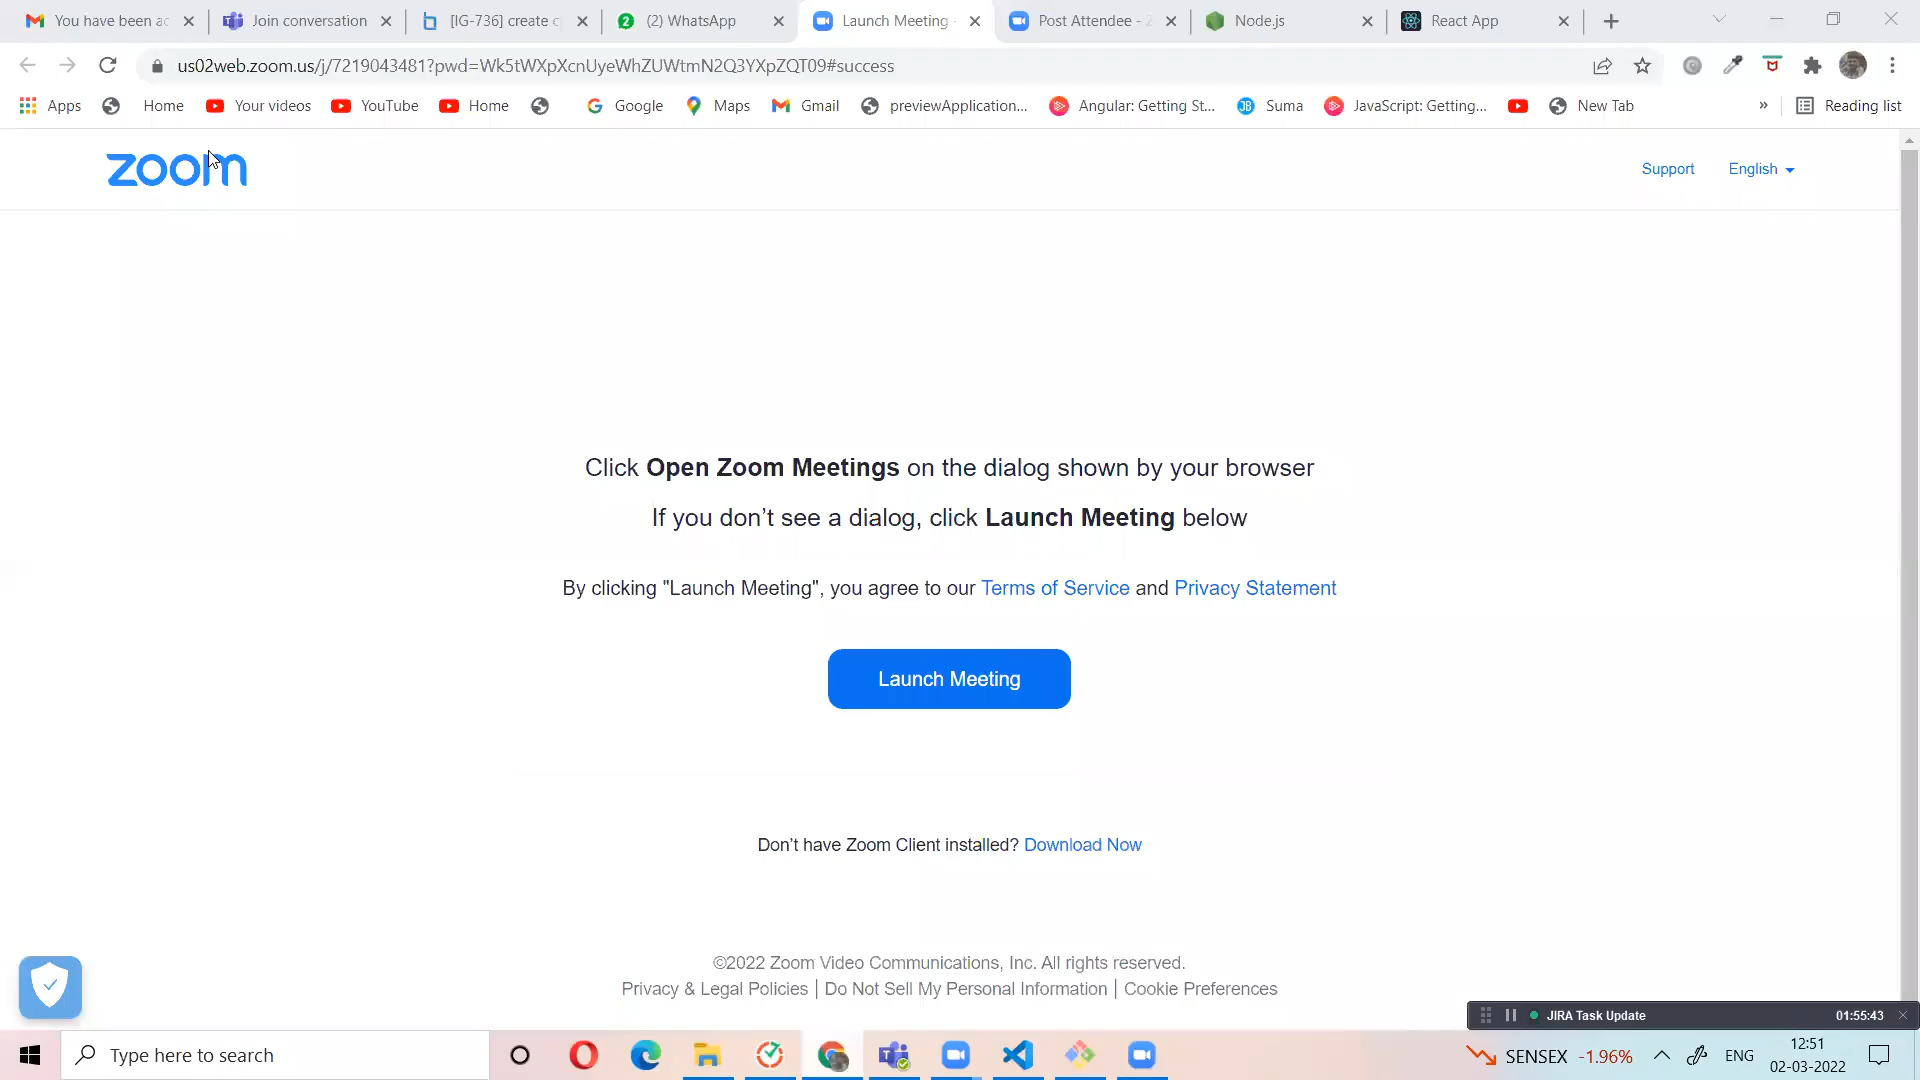 You have been ac
Join conversation
[IG-736] create c
(2) WhatsApp
Launch Meeting -
Post Attendee - Z
Node.js
React App
us02web.zoom.us/j/7219043481?pwd=Wk5tWXpXcnUyeWhZUWtmN2Q3YXpZQT09#success
Apps
Home
Your videos
YouTube
Home
Google
Maps
Gmail
previewApplication...
Angular: Getting St...
JB
Suma
JavaScript: Getting...
New Tab
»
Reading list
zoom
Support
English
Click Open Zoom Meetings on the dialog shown by your browser
If you don’t see a dialog, click Launch Meeting below
By clicking "Launch Meeting", you agree to our Terms of Service and Privacy Statement
Launch Meeting
Don’t have Zoom Client installed? Download Now
©2022 Zoom Video Communications, Inc. All rights reserved.
Privacy & Legal Policies | Do Not Sell My Personal Information | Cookie Preferences
JIRA Task Update
01:55:43
Type here to search
SENSEX -1.96%
ENG
12:51
02-03-2022